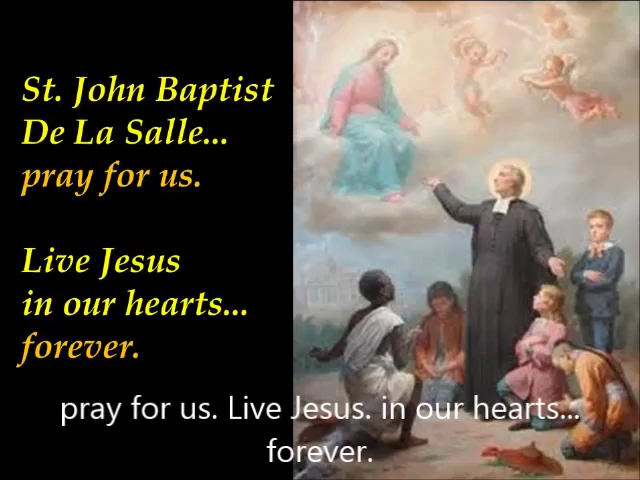 St. John Baptist
De La Salle...
pray for us.
Live Jesus
in our hearts...
forever.
pray for us. Live Jesus. in our hearts...
forever.